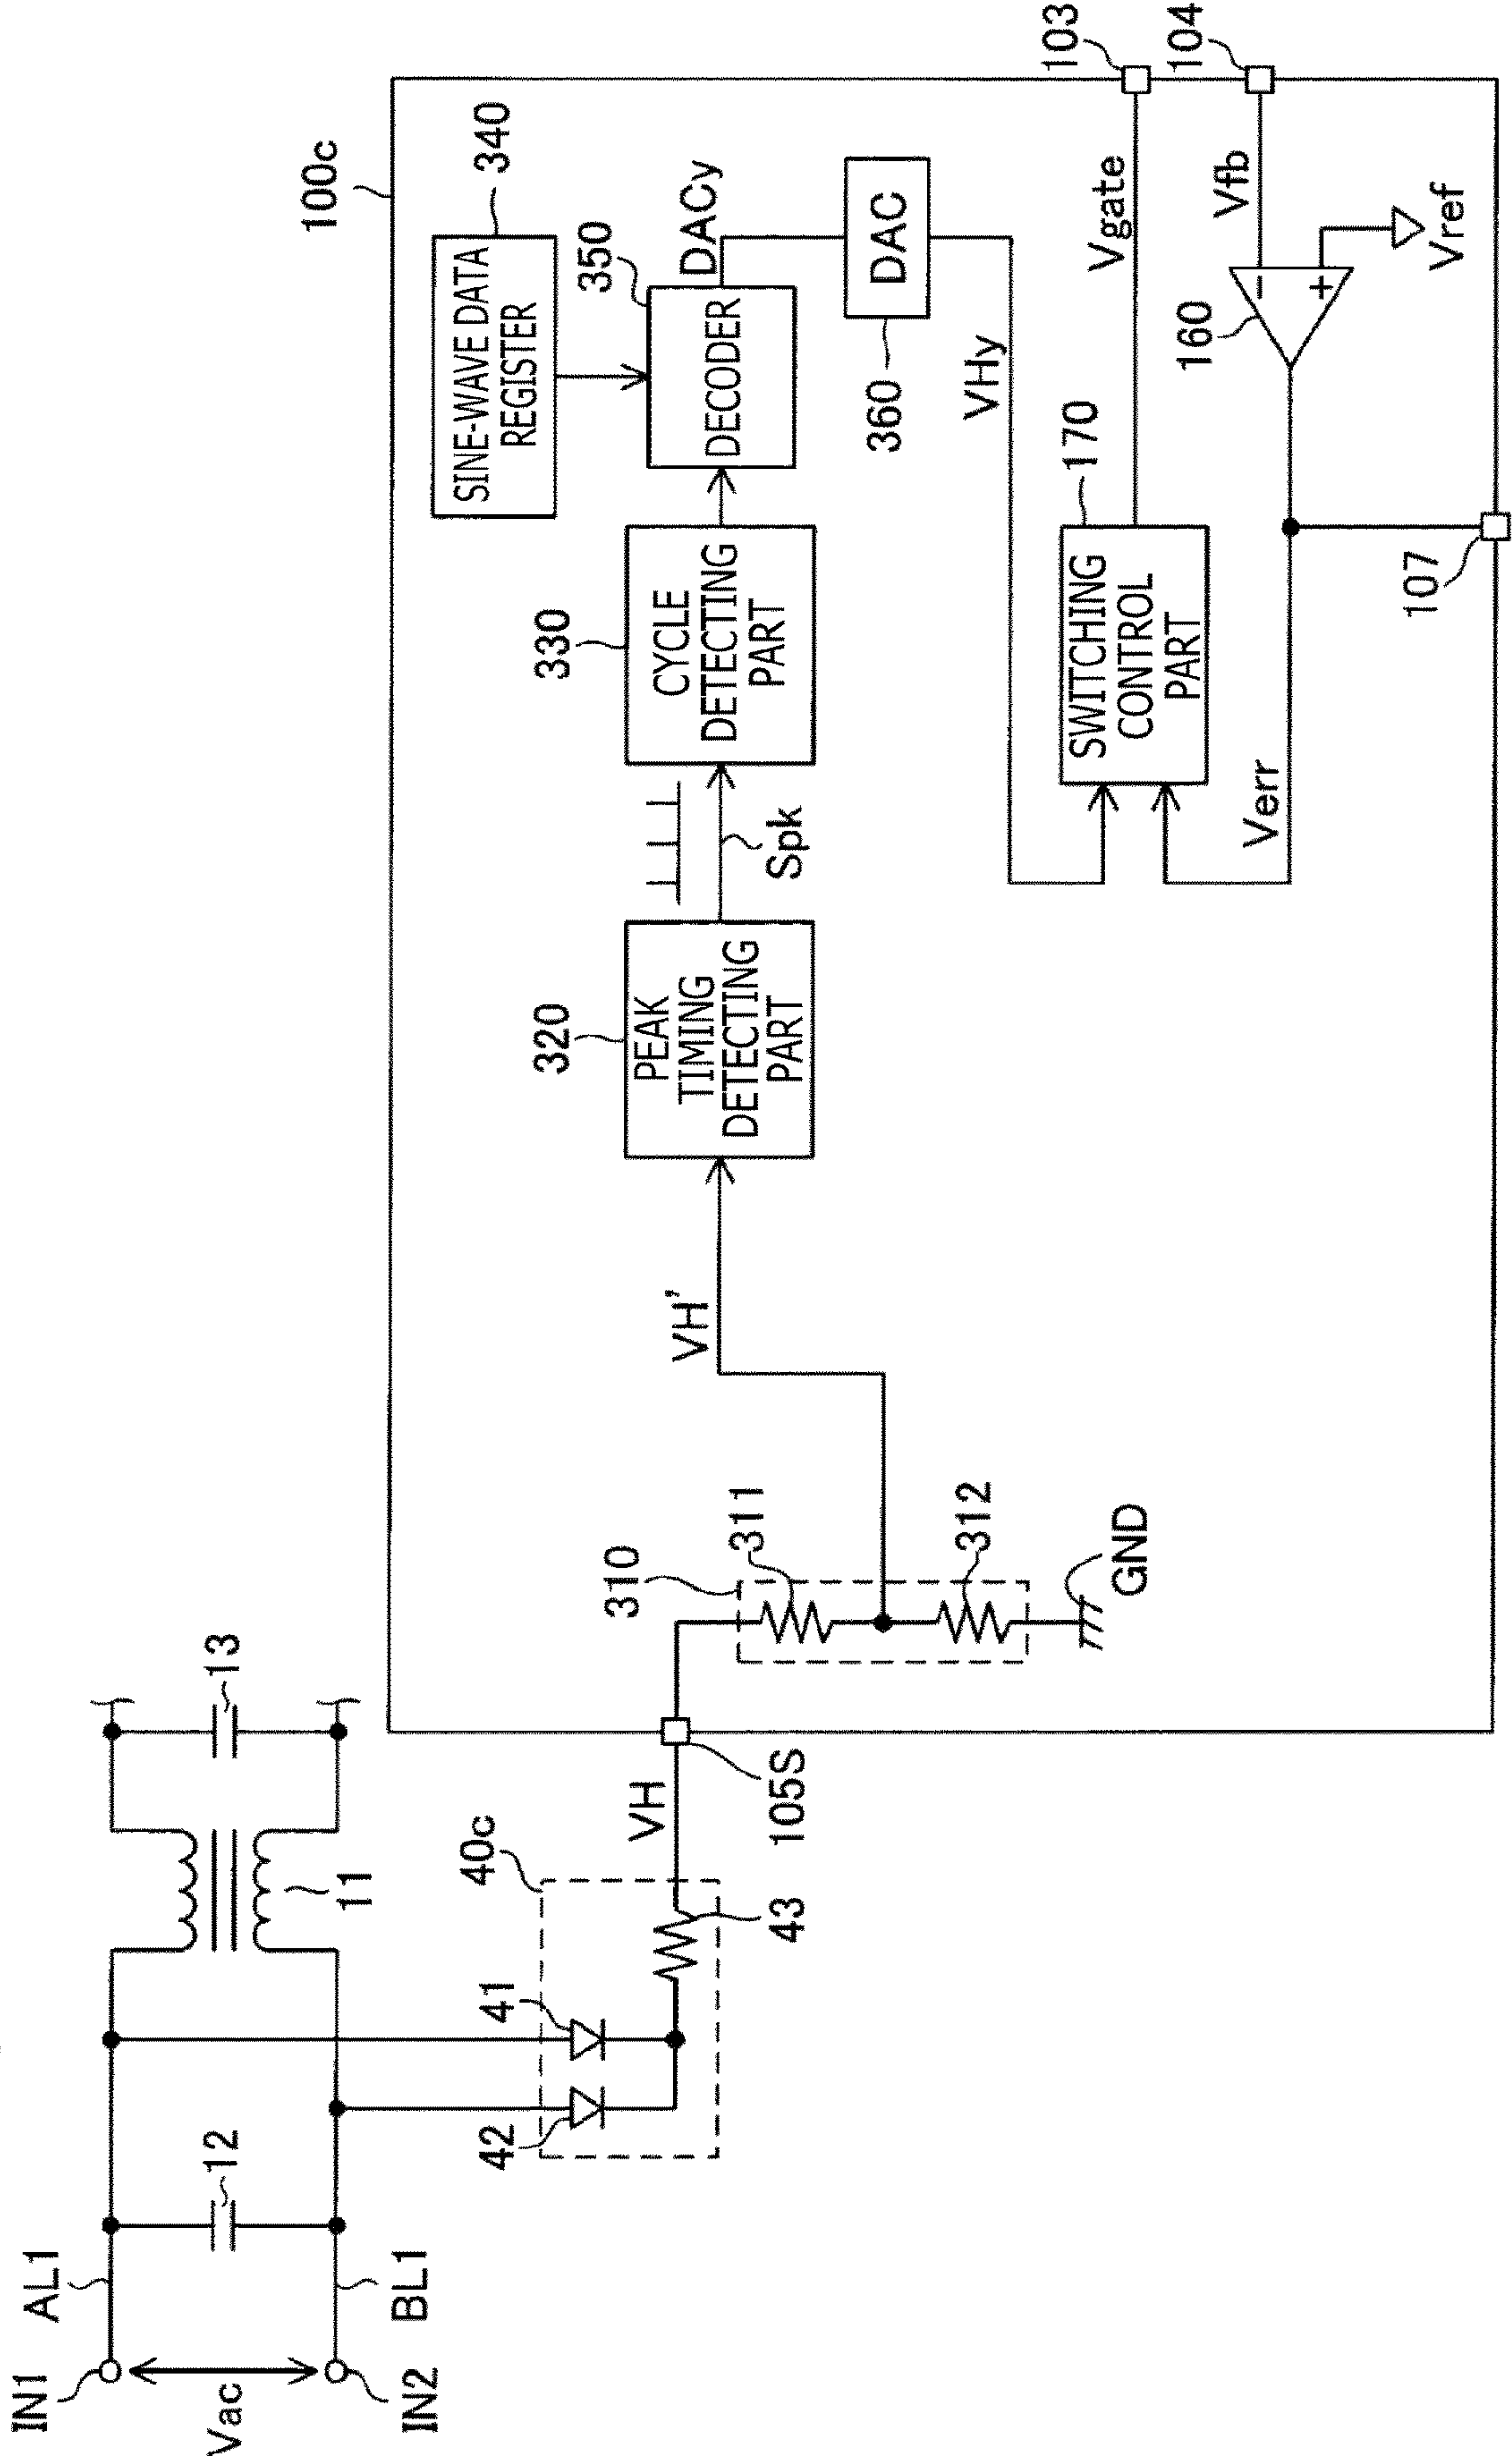 IN1
Vac
IN2
AL1
BL1
12
11
13
42
41
40c
43
VH
105S
310
311
312
GND
VH'
100c
320
PEAK
TIMING
DETECTING
PART
Spk
330
CYCLE
DETECTING
PART
340
SINE-WAVE DATA
REGISTER
350
DECODER
DACy
DAC
360
VHy
170
SWITCHING
CONTROL
PART
Vgate
103
Vfb
104
160
−
+
Vref
Verr
107